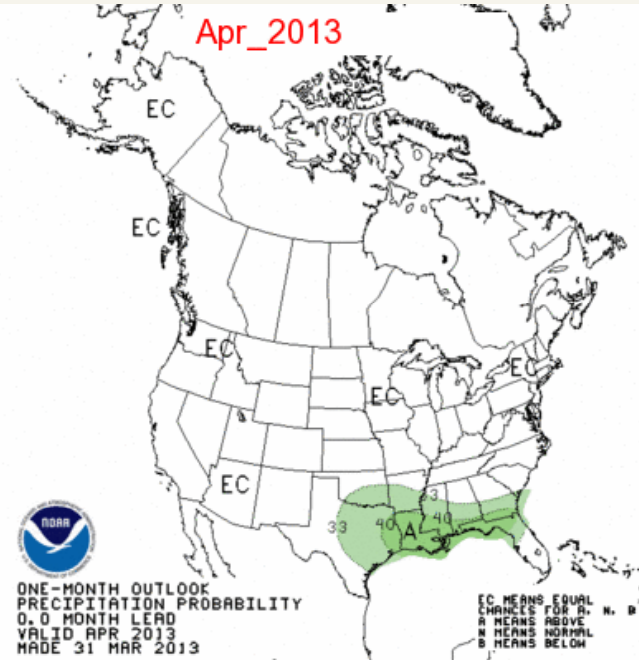 Apr_2013
EC
EC
EC
EC
EC
EC
33
40
A
40
3
NOAA
ONE-MONTH OUTLOOK
PRECIPITATION PROBABILITY
0.0 MONTH LEAD
VALID APR 2013
MADE 31 MAR 2013
EC MEANS EQUAL
CHANCES FOR A, N, B
A MEANS ABOVE
N MEANS NORMAL
B MEANS BELOW